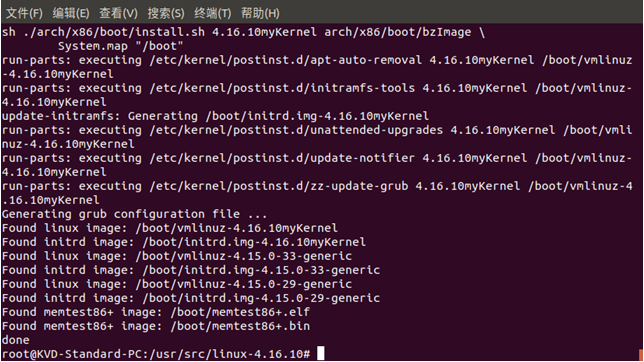 文件(F) 编辑(E) 查看(V) 搜索(S) 终端(T) 帮助(H)
sh ./arch/x86/boot/install.sh 4.16.10myKernel arch/x86/boot/bzImage \
        System.map "/boot"
run-parts: executing /etc/kernel/postinst.d/apt-auto-removal 4.16.10myKernel /boot/vmlinuz
-4.16.10myKernel
run-parts: executing /etc/kernel/postinst.d/initramfs-tools 4.16.10myKernel /boot/vmlinuz-
4.16.10myKernel
update-initramfs: Generating /boot/initrd.img-4.16.10myKernel
run-parts: executing /etc/kernel/postinst.d/unattended-upgrades 4.16.10myKernel /boot/vmli
nuz-4.16.10myKernel
run-parts: executing /etc/kernel/postinst.d/update-notifier 4.16.10myKernel /boot/vmlinuz-
4.16.10myKernel
run-parts: executing /etc/kernel/postinst.d/zz-update-grub 4.16.10myKernel /boot/vmlinuz-4
.16.10myKernel
Generating grub configuration file ...
Found linux image: /boot/vmlinuz-4.16.10myKernel
Found initrd image: /boot/initrd.img-4.16.10myKernel
Found linux image: /boot/vmlinuz-4.15.0-33-generic
Found initrd image: /boot/initrd.img-4.15.0-33-generic
Found linux image: /boot/vmlinuz-4.15.0-29-generic
Found initrd image: /boot/initrd.img-4.15.0-29-generic
Found memtest86+ image: /boot/memtest86+.elf
Found memtest86+ image: /boot/memtest86+.bin
done
root@KVD-Standard-PC:/usr/src/linux-4.16.10#